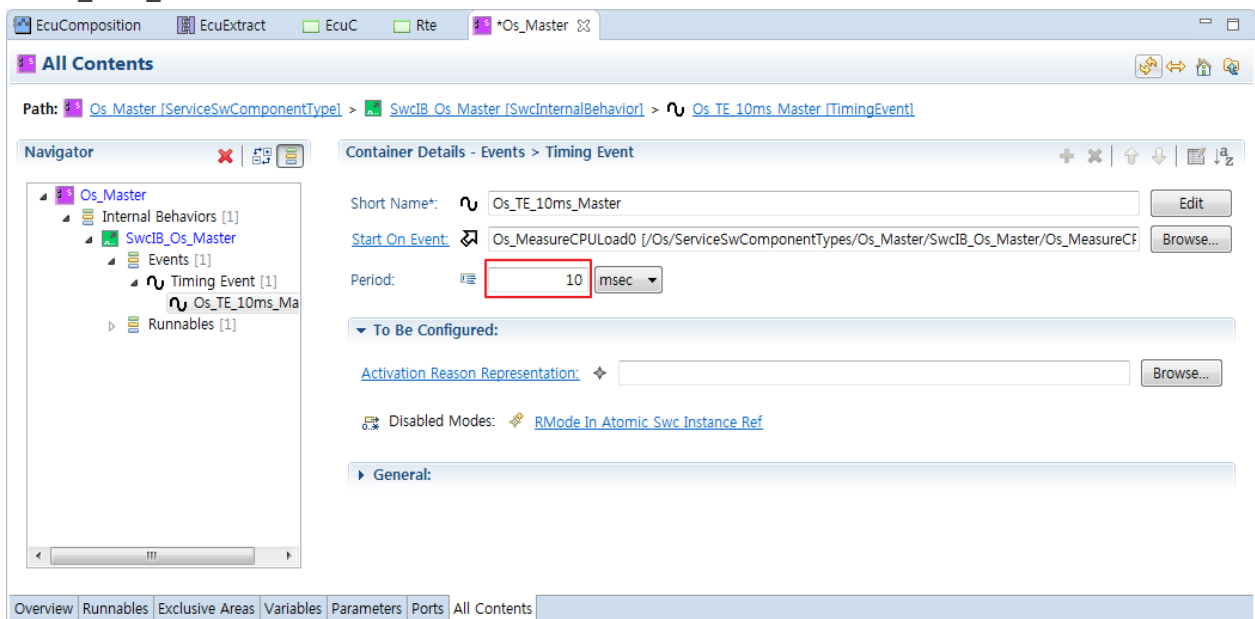 EcuComposition EcuExtract EcuC Rte *Os_Master
All Contents
Path: Os_Master [ServiceSwComponentType] > SwcIB_Os_Master [SwcInternalBehavior] > Os_TE_10ms_Master [TimingEvent]
Navigator
Container Details - Events > Timing Event
Os_Master
Internal Behaviors [1]
SwcIB_Os_Master
Events [1]
Timing Event [1]
Os_TE_10ms_Ma
Runnables [1]
Short Name*: Os_TE_10ms_Master Edit
Start On Event: Os_MeasureCPULoad0 [/Os/ServiceSwComponentTypes/Os_Master/SwcIB_Os_Master/Os_MeasureCP Browse...
Period: 10 msec
To Be Configured:
Activation Reason Representation: Browse...
Disabled Modes: RMode In Atomic Swc Instance Ref
General:
Overview Runnables Exclusive Areas Variables Parameters Ports All Contents